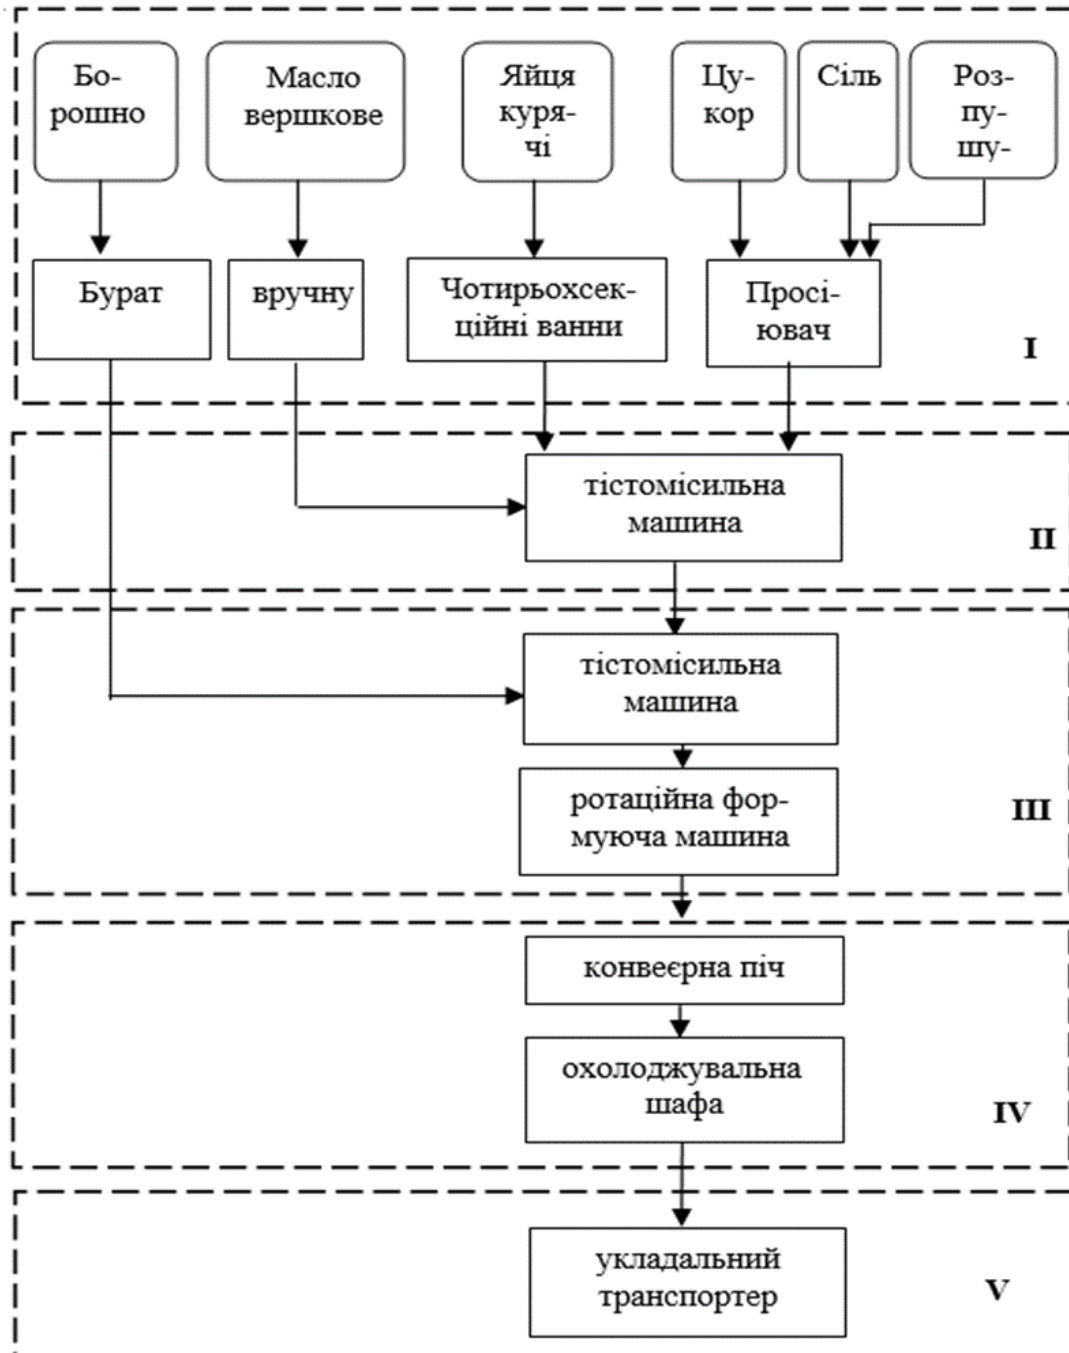 Бо-
рошно
Масло
вершкове
Яйця
куря-
чі
Цу-
кор
Сіль
Роз-
пу-
шу-
Бурат
вручну
Чотирьохсек-
ційні ванни
Просі-
ювач
I
тістомісильна
машина
II
тістомісильна
машина
ротаційна фор-
муюча машина
III
конвеєрна піч
охолоджувальна
шафа
IV
укладальний
транспортер
V